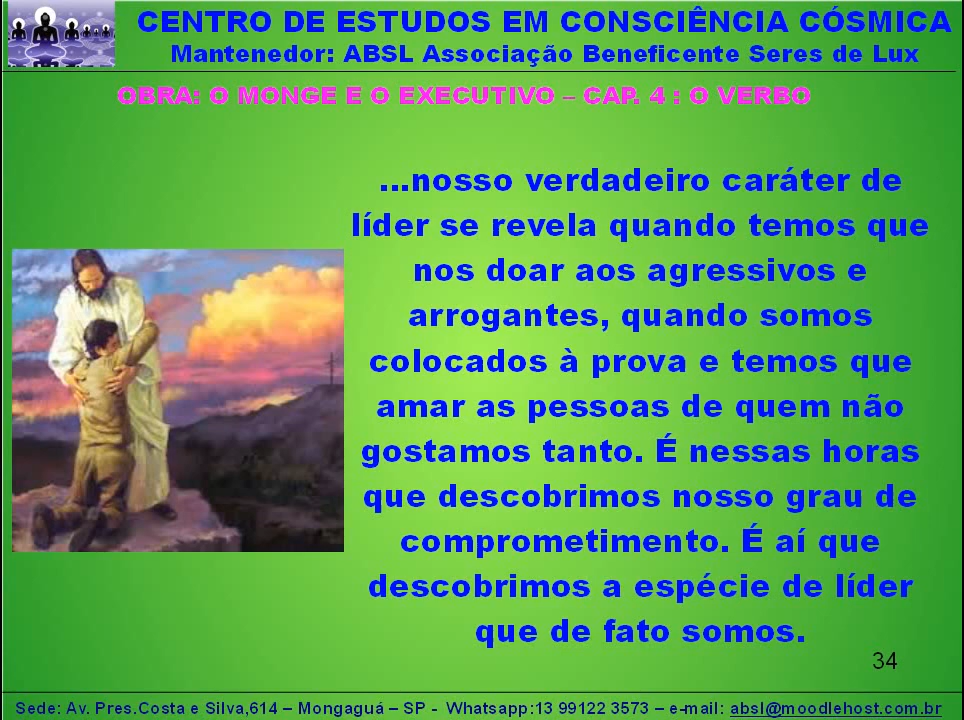 CENTRO DE ESTUDOS EM CONSCIÊNCIA CÓSMICA
Mantenedor: ABSL Associação Beneficente Seres de Lux
OBRA: O MONGE E O EXECUTIVO – CAP. 4 : O VERBO
...nosso verdadeiro caráter de
líder se revela quando temos que
nos doar aos agressivos e
arrogantes, quando somos
colocados à prova e temos que
amar as pessoas de quem não
gostamos tanto. É nessas horas
que descobrimos nosso grau de
comprometimento. É aí que
descobrimos a espécie de líder
que de fato somos.
34
Sede: Av. Pres.Costa e Silva,614 – Mongaguá – SP - Whatsapp:13 99122 3573 – e-mail: absl@moodlehost.com.br